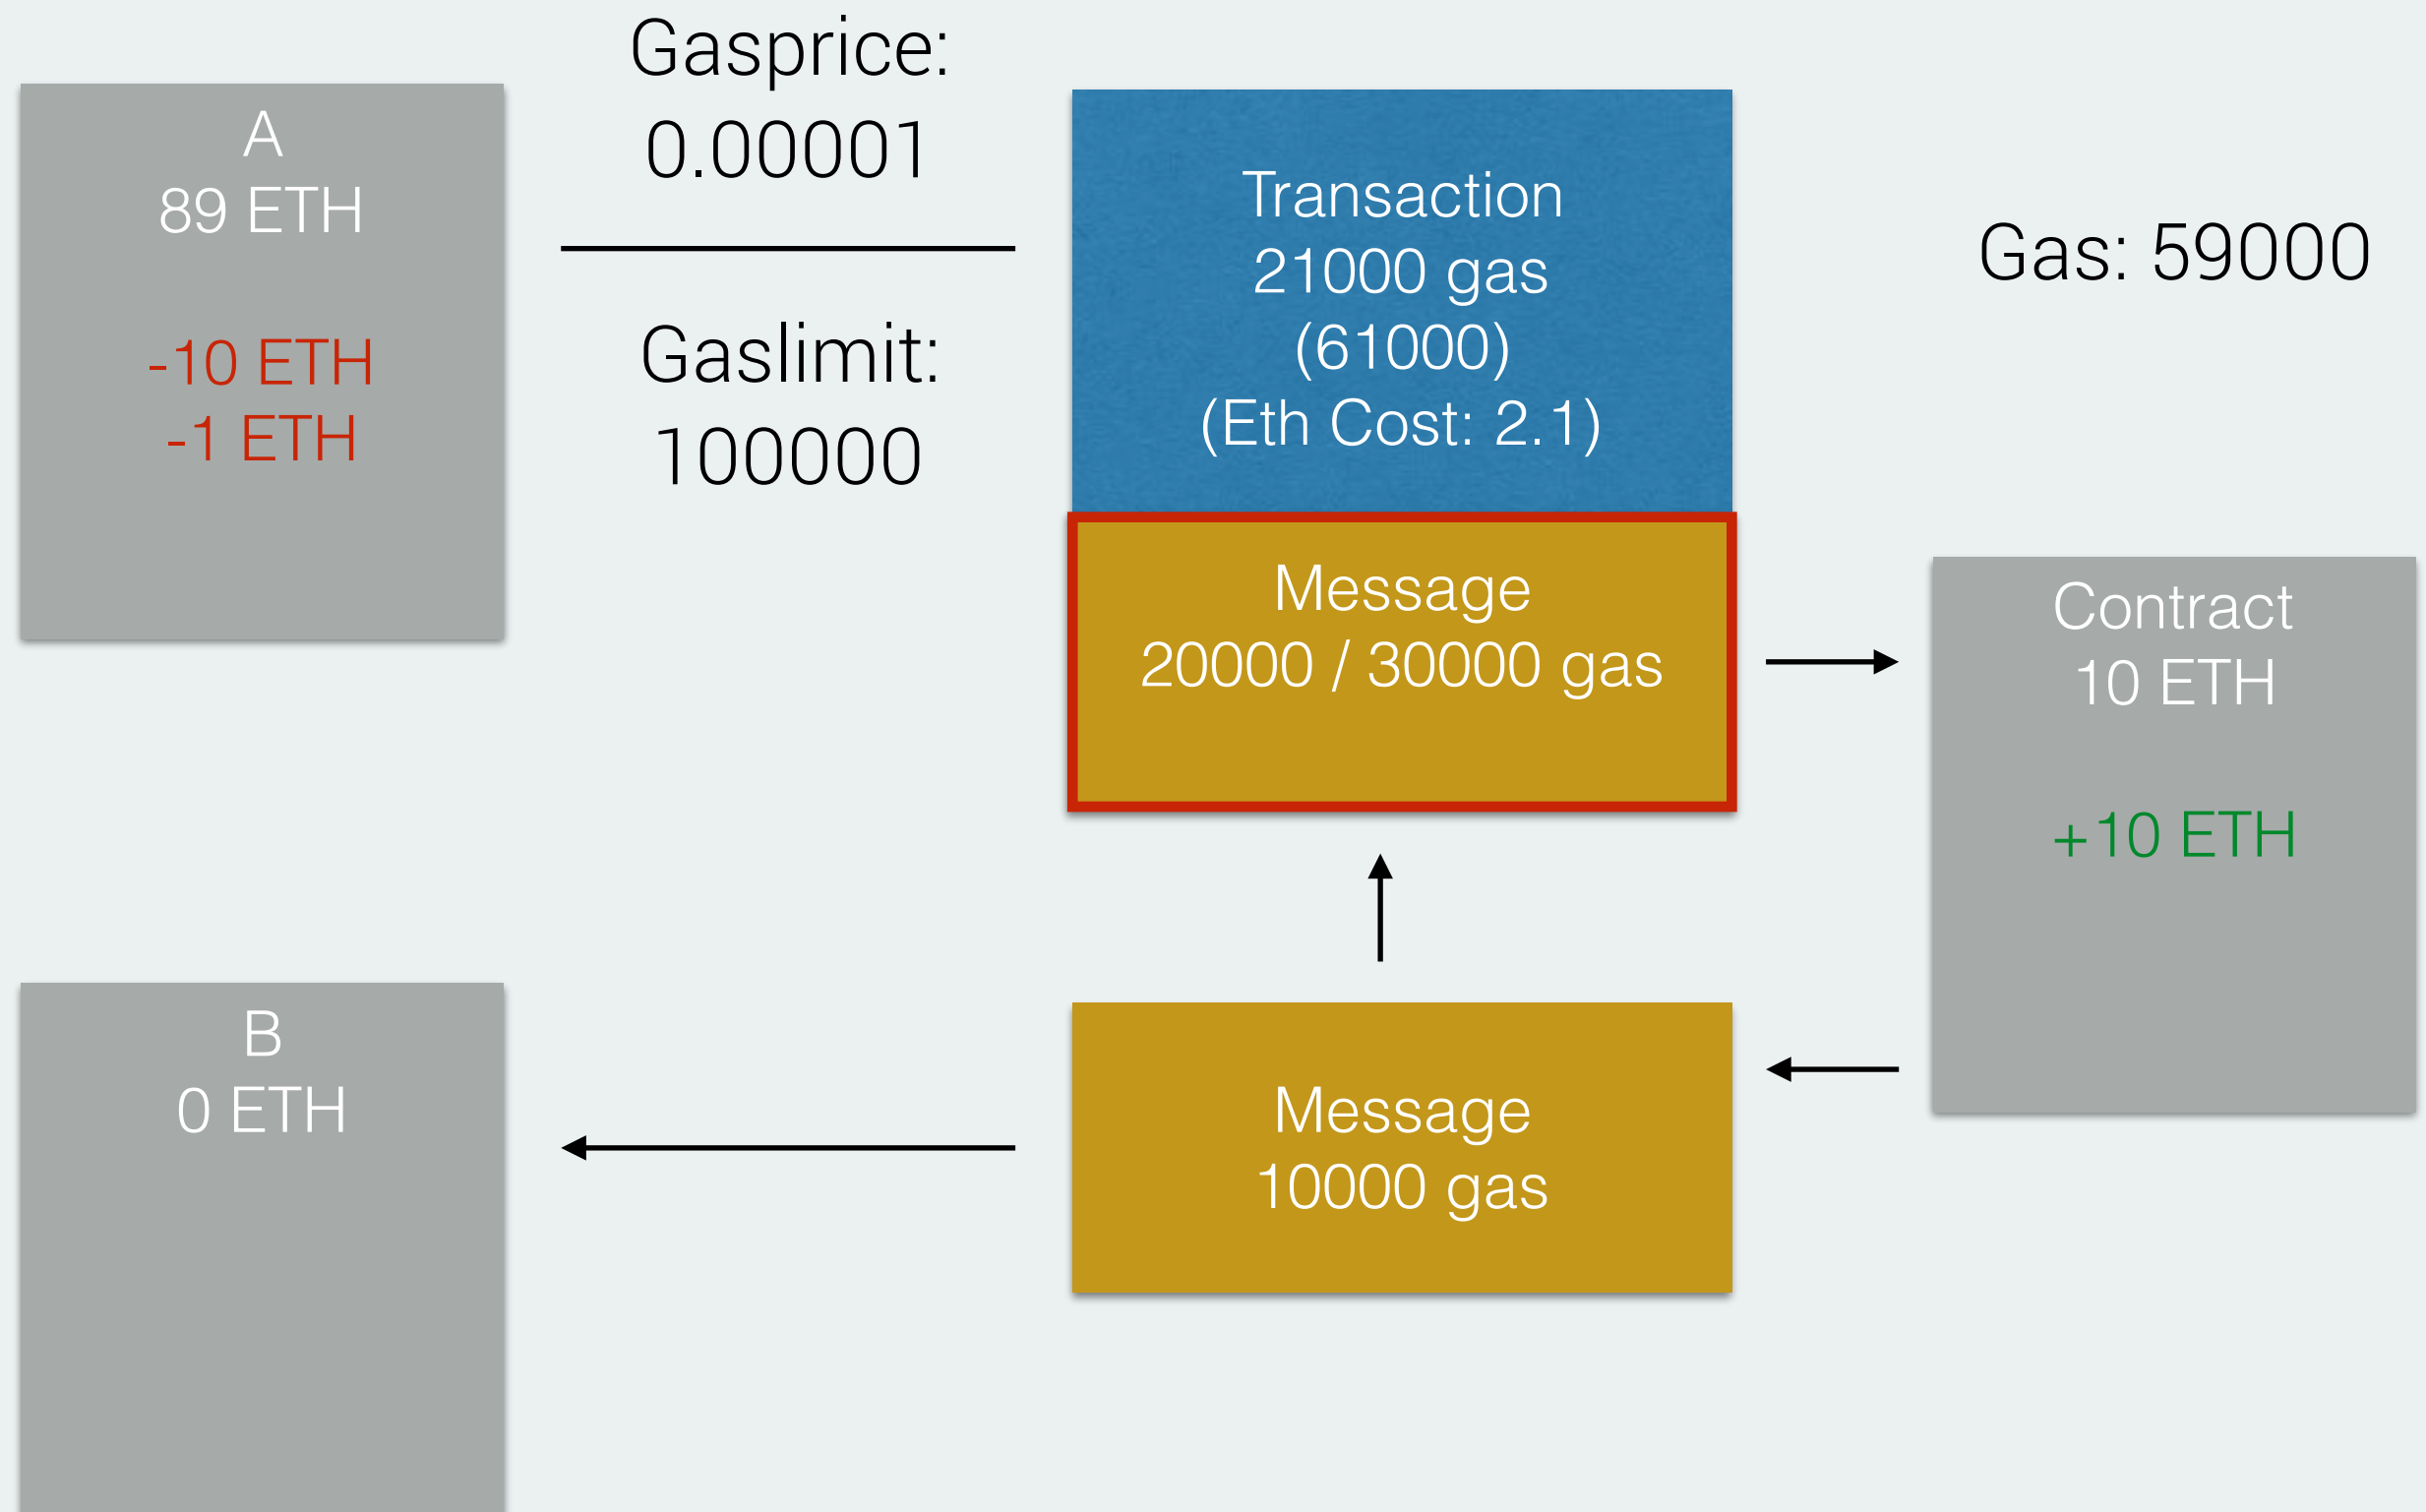 A
89 ETH
-10 ETH
-1 ETH
Gasprice:
0.00001
Gaslimit:
100000
Transaction
21000 gas
(61000)
(Eth Cost: 2.1)
Gas: 59000
Message
20000 / 30000 gas
Contract
10 ETH
+10 ETH
B
0 ETH
Message
10000 gas